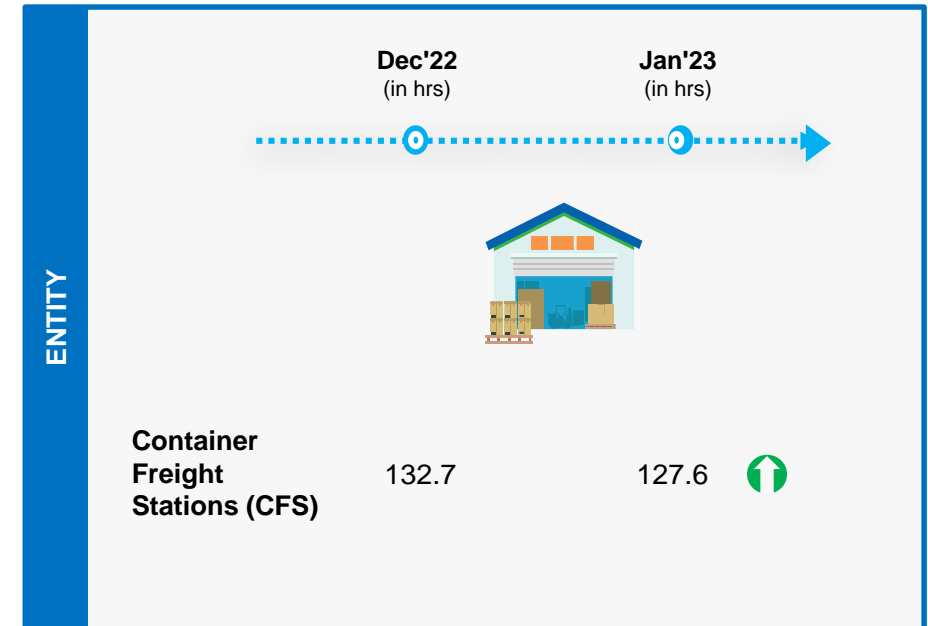 ENTITY
Dec'22
(in hrs)
Jan'23
(in hrs)
Container
Freight
Stations (CFS)
132.7
127.6